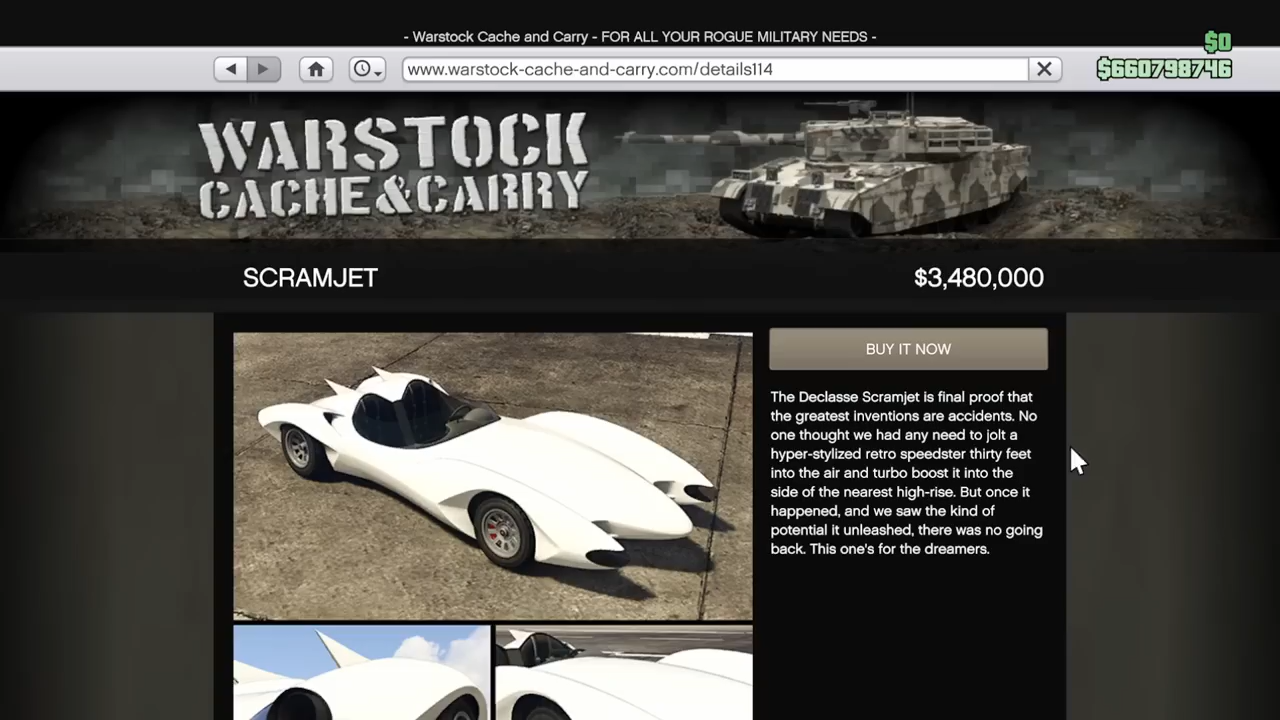 - Warstock Cache and Carry - FOR ALL YOUR ROGUE MILITARY NEEDS -
$0
www.warstock-cache-and-carry.com/details114
$660798746
WARSTOCK
CACHE&CARRY
SCRAMJET
$3,480,000
BUY IT NOW
The Declasse Scramjet is final proof that
the greatest inventions are accidents. No
one thought we had any need to jolt a
hyper-stylized retro speedster thirty feet
into the air and turbo boost it into the
side of the nearest high-rise. But once it
happened, and we saw the kind of
potential it unleashed, there was no going
back. This one's for the dreamers.